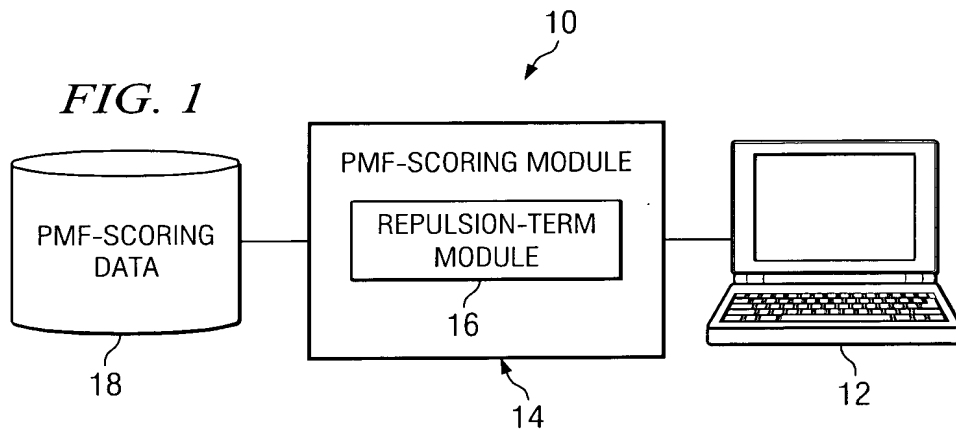 10
FIG. 1
PMF-SCORING MODULE
REPULSION-TERM
MODULE
PMF-SCORING
DATA
16
18
14
12